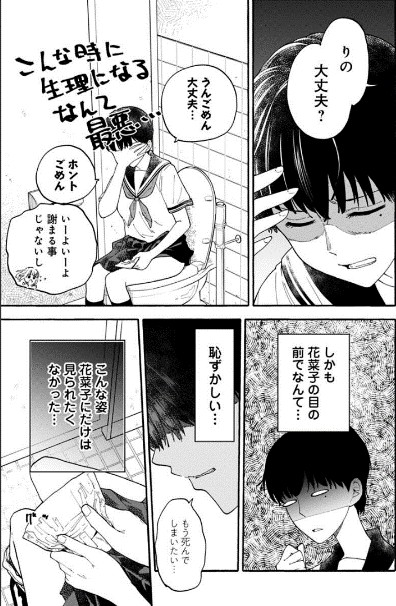 りの
大丈夫？
うんごめん
大丈夫…
こんな時に
生理になる
なんて
最悪…
ホント
ごめん
いーよいーよ
謝まる事
じゃないし
しかも
花菜子の目の
前でなんて…
恥ずかしい…
もう死んで
しまいたい…
こんな姿
花菜子にだけは
見られたく
なかった…